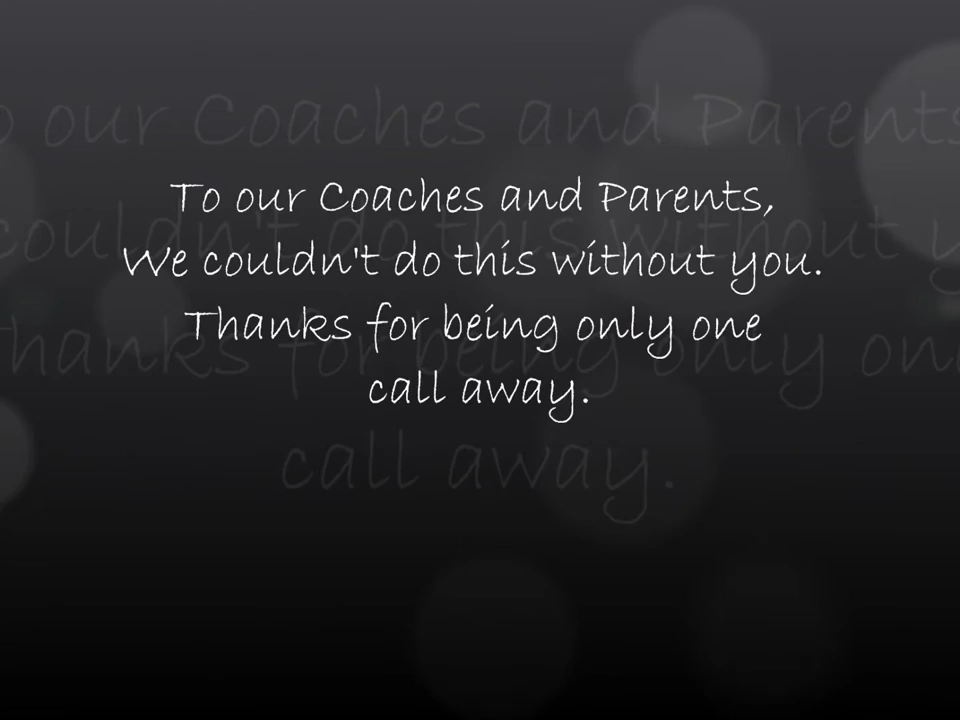 To our Coaches and Parents,
We couldn't do this without you.
Thanks for being only one
call away.